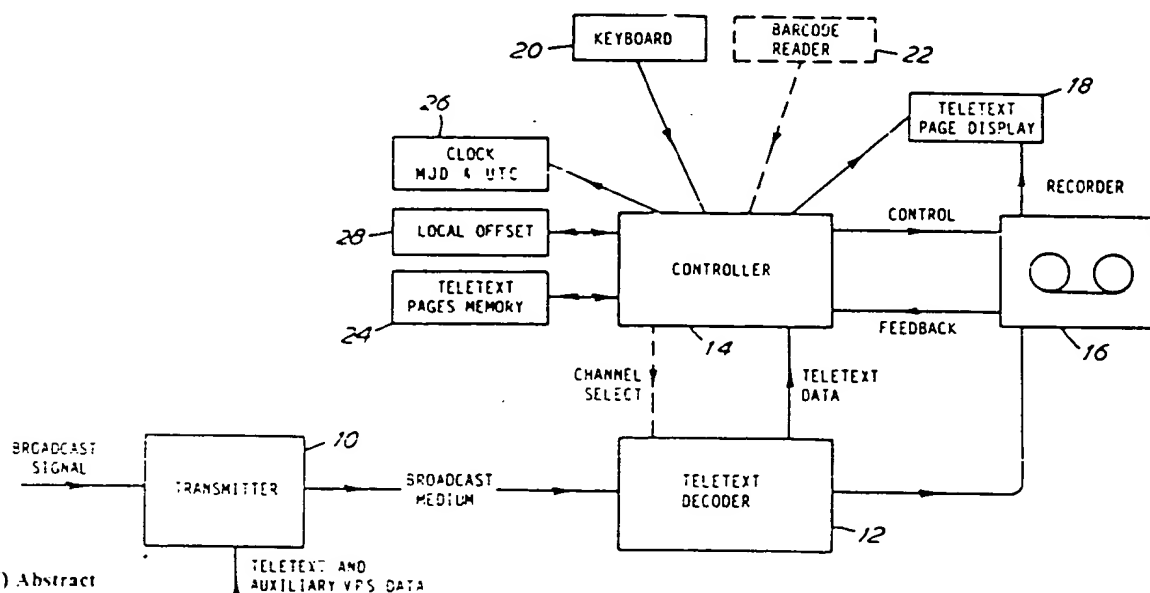 KEYBOARD
20
BARCODE
READER
22
18
TELETEXT
PAGE DISPLAY
26
CLOCK
MJD & UTC
RECORDER
28
LOCAL OFFSET
CONTROL
CONTROLLER
TELETEXT
PAGES MEMORY
24
FEEDBACK
14
16
CHANNEL
SELECT
TELETEXT
DATA
10
BROADCAST
SIGNAL
TRANSMITTER
BROADCAST
MEDIUM
TELETEXT
DECODER
12
TELETEXT AND
AUXILIARY VPS DATA
) Abstract